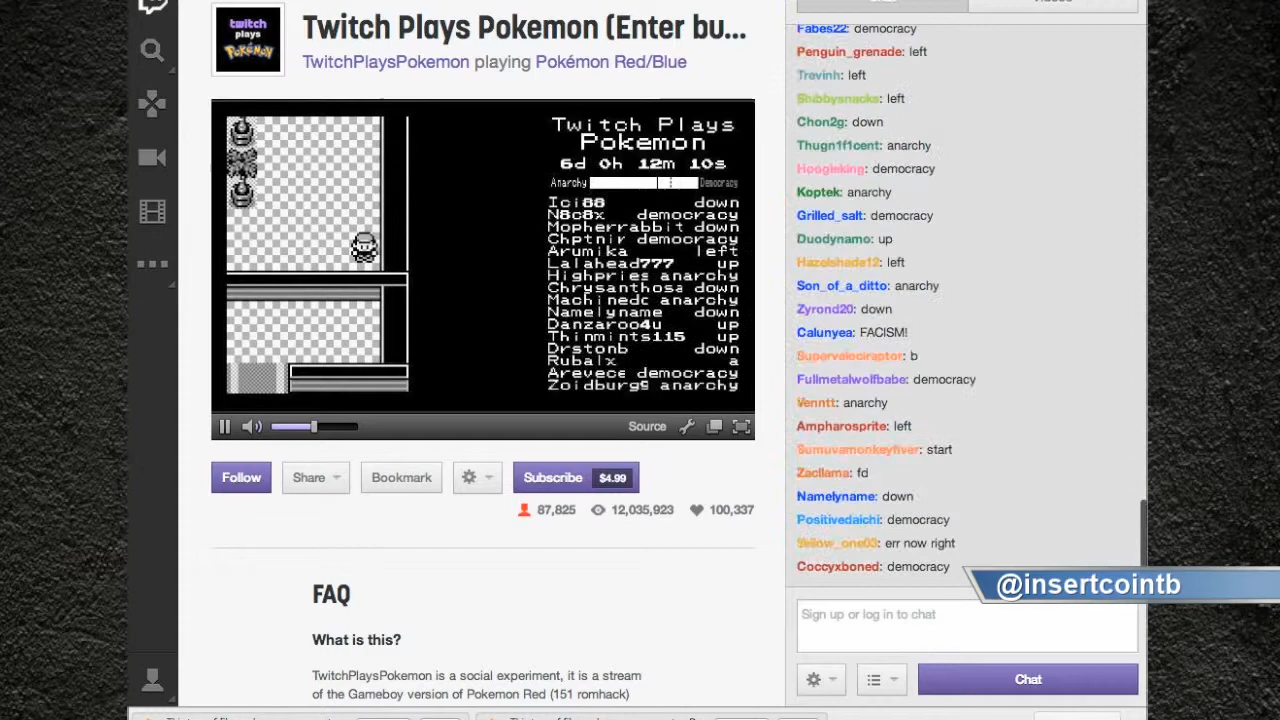 twitch
plays
POKÉMON
Twitch Plays Pokemon (Enter bu...
TwitchPlaysPokemon playing Pokémon Red/Blue
Twitch Plays
Pokemon
6d 0h 12m 10s
Anarchy Democracy
Ici88 down
N8c8x democracy
Mopherrabbit down
Chptnir democracy
Arumika left
Lalahead777 up
Highpries anarchy
Chrysanthosa down
Machinedc anarchy
Namelyname down
Danzaroo4u up
Thinmints115 up
Drstonb down
Rubalx a
Arevece democracy
Zoidburg9 anarchy
Source
Follow
Share
Bookmark
Subscribe $4.99
87,825 12,035,923 100,337
FAQ
What is this?
TwitchPlaysPokemon is a social experiment, it is a stream
of the Gameboy version of Pokemon Red (151 romhack)
Fabes22: democracy
Penguin_grenade: left
Trevinh: left
Shibbysnacks: left
Chon2g: down
Thugn1f1cent: anarchy
Hoogleking: democracy
Koptek: anarchy
Grilled_salt: democracy
Duodynamo: up
Hazelshade12: left
Son_of_a_ditto: anarchy
Zyrond20: down
Calunyea: FACISM!
Supervelociraptor: b
Fullmetalwolfbabe: democracy
Venntt: anarchy
Ampharosprite: left
Sumuvamonkeyfiver: start
Zacllama: fd
Namelyname: down
Positivedaichi: democracy
Yellow_one03: err now right
Coccyxboned: democracy
@insertcointb
Sign up or log in to chat
Chat